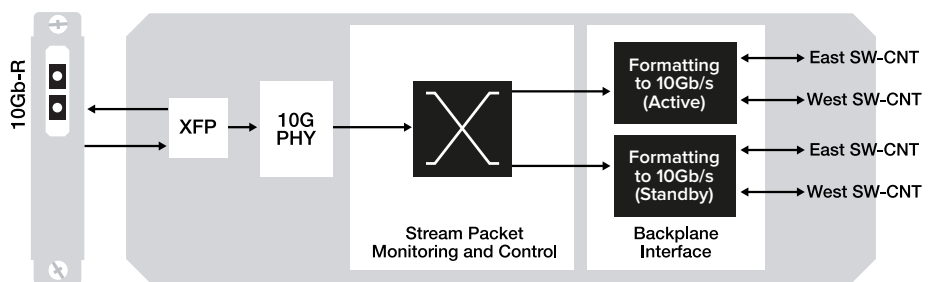 10Gb-R
XFP
10G
PHY
Formatting
to 10Gb/s
(Active)
Formatting
to 10Gb/s
(Standby)
East SW-CNT
West SW-CNT
East SW-CNT
West SW-CNT
Stream Packet
Monitoring and Control
Backplane
Interface